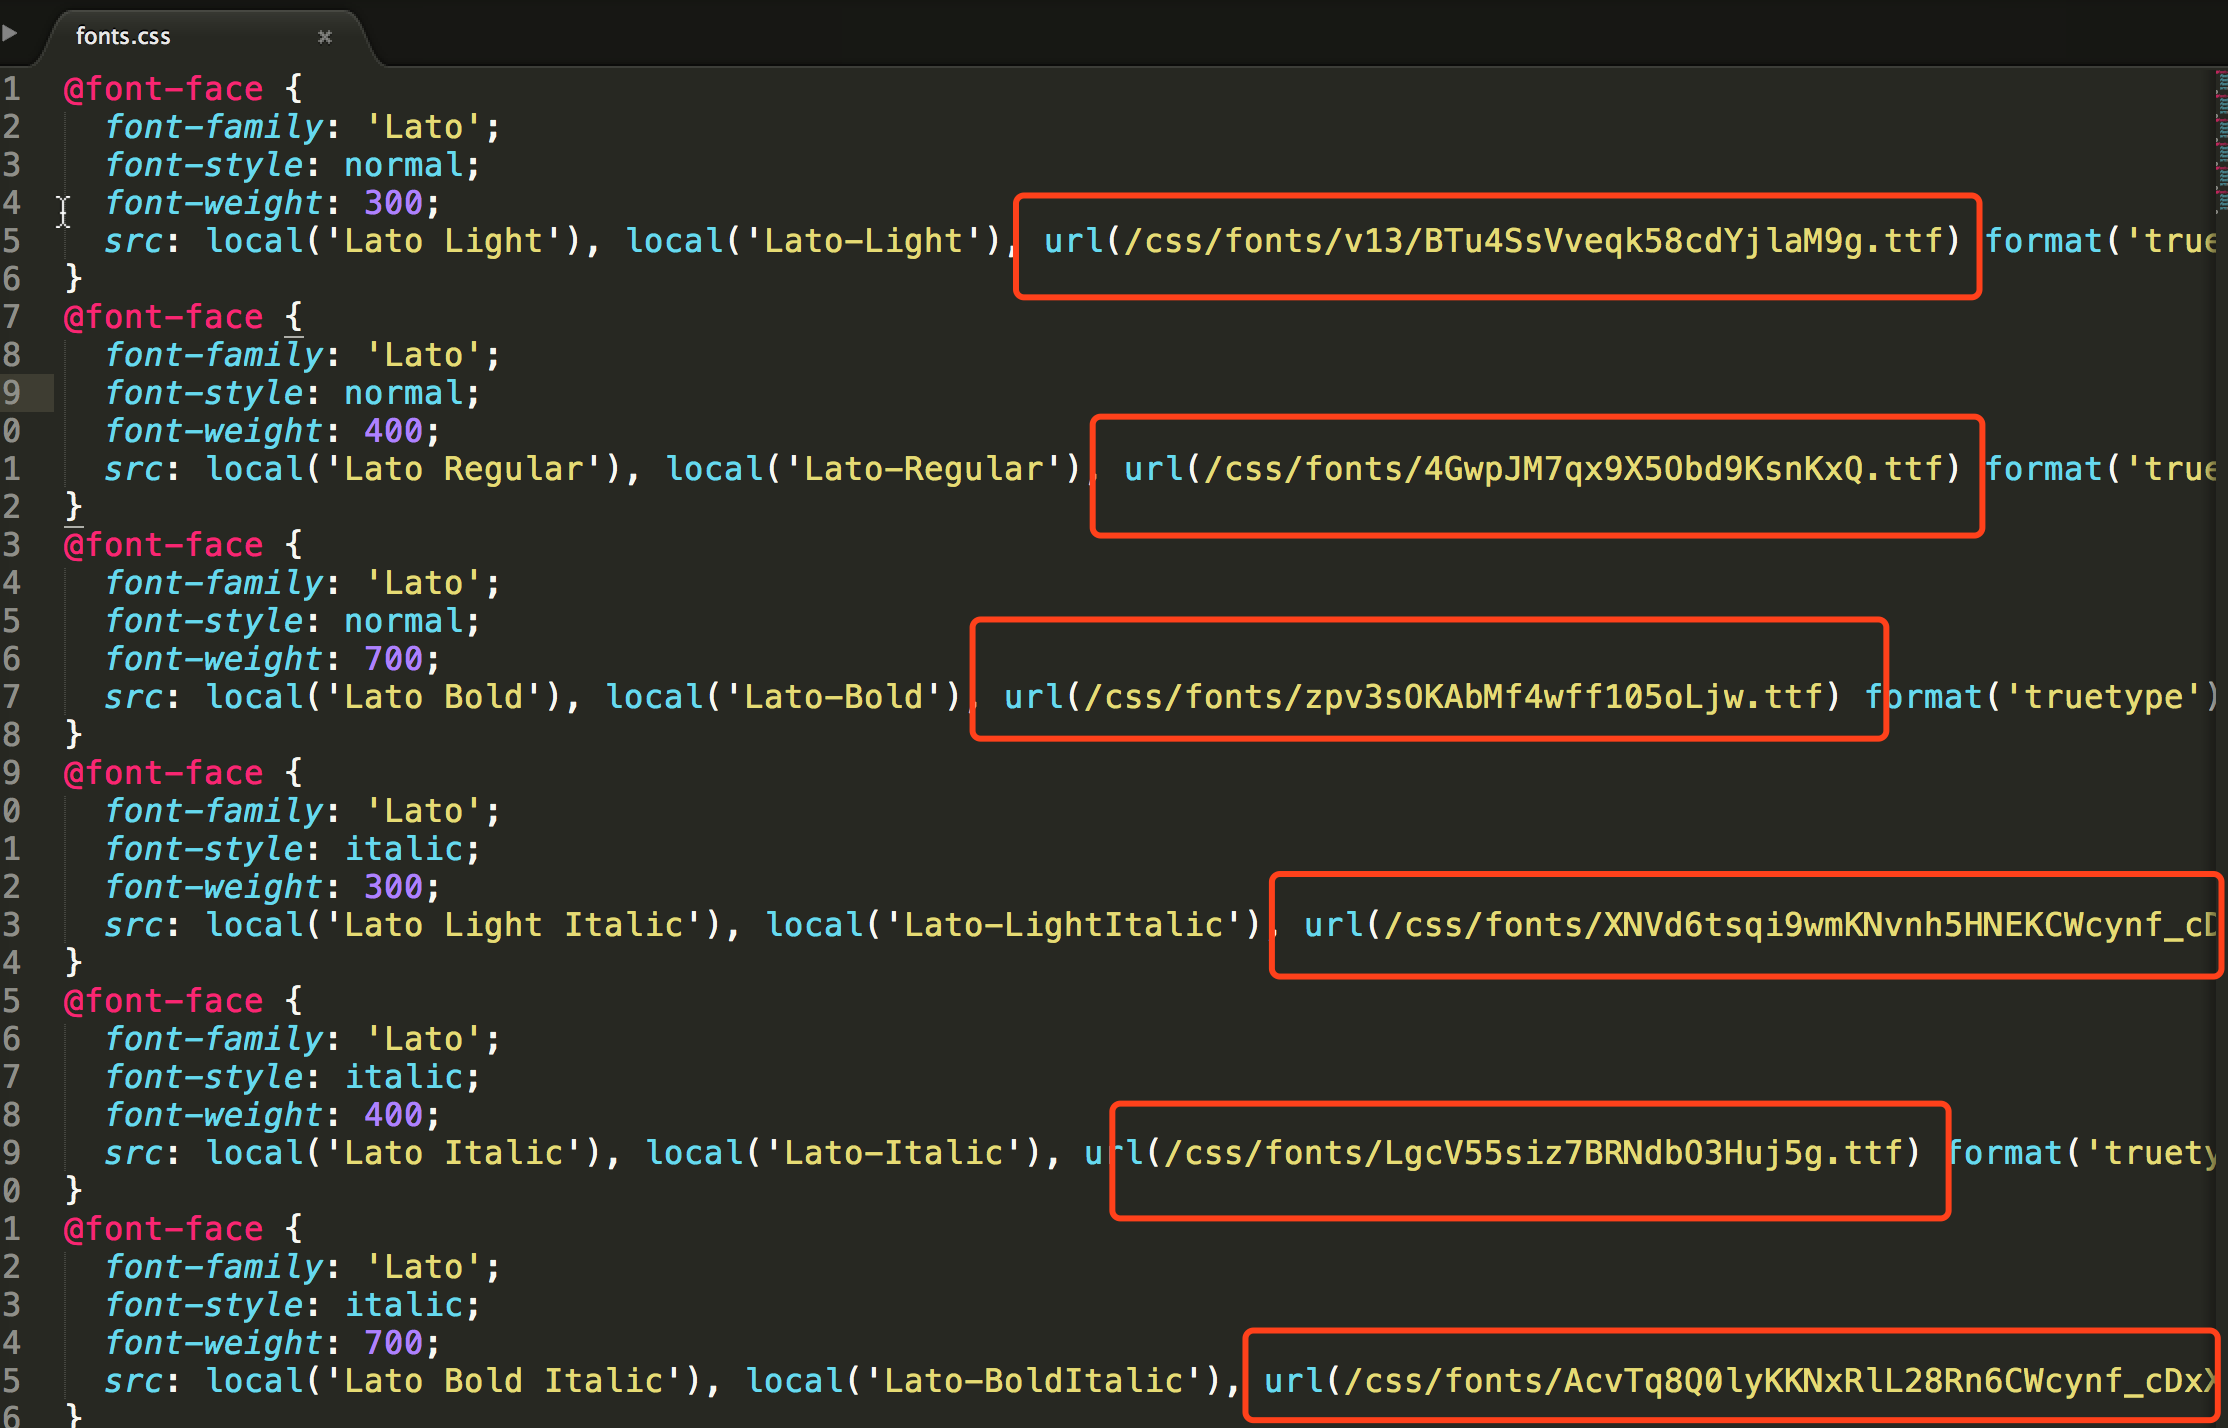 fonts.css
1 @font-face {
2 font-family: 'Lato';
3 font-style: normal;
4 font-weight: 300;
5 src: local('Lato Light'), local('Lato-Light'), url(/css/fonts/v13/BTu4SsVveqk58cdYjlaM9g.ttf) format('true
6 }
7 @font-face {
8 font-family: 'Lato';
9 font-style: normal;
0 font-weight: 400;
1 src: local('Lato Regular'), local('Lato-Regular'), url(/css/fonts/4GwpJM7qx9X5Obd9KsnKxQ.ttf) format('true
2 }
3 @font-face {
4 font-family: 'Lato';
5 font-style: normal;
6 font-weight: 700;
7 src: local('Lato Bold'), local('Lato-Bold'), url(/css/fonts/zpv3sOKAbMf4wff105oLjw.ttf) format('truetype')
8 }
9 @font-face {
0 font-family: 'Lato';
1 font-style: italic;
2 font-weight: 300;
3 src: local('Lato Light Italic'), local('Lato-LightItalic'), url(/css/fonts/XNVd6tsqi9wmKNvnh5HNEKCWcynf_cD
4 }
5 @font-face {
6 font-family: 'Lato';
7 font-style: italic;
8 font-weight: 400;
9 src: local('Lato Italic'), local('Lato-Italic'), url(/css/fonts/LgcV55siz7BRNdbO3Huj5g.ttf) format('truety
0 }
1 @font-face {
2 font-family: 'Lato';
3 font-style: italic;
4 font-weight: 700;
5 src: local('Lato Bold Italic'), local('Lato-BoldItalic'), url(/css/fonts/AcvTq8Q0lyKKNxRlL28Rn6CWcynf_cDxX
6 }